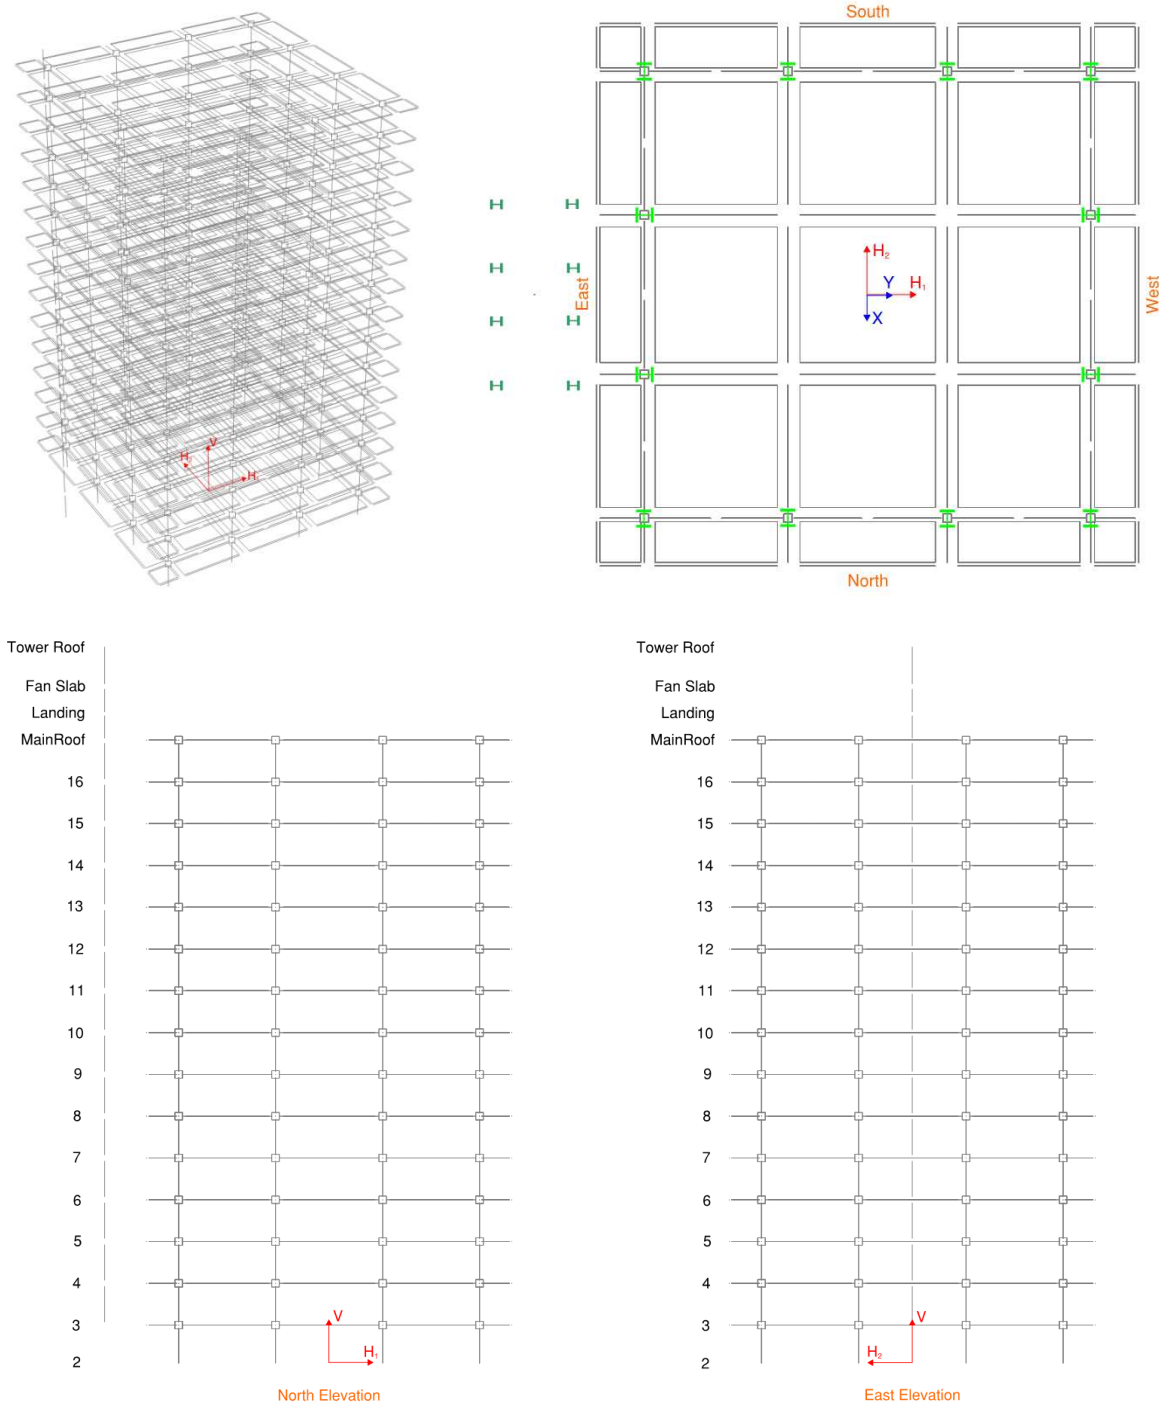 South
East
H₂
Y
H₁
X
West
North
V
H₂
H₁
Tower Roof
Fan Slab
Landing
MainRoof
16
15
14
13
12
11
10
9
8
7
6
5
4
3
2
V
H₁
North Elevation
Tower Roof
Fan Slab
Landing
MainRoof
16
15
14
13
12
11
10
9
8
7
6
5
4
3
2
V
H₂
East Elevation